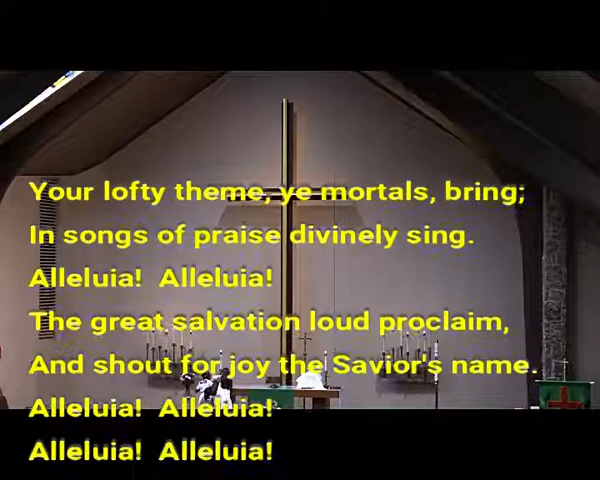 Your lofty theme, ye mortals, bring;
In songs of praise divinely sing.
Alleluia!  Alleluia!
The great salvation loud proclaim,
And shout for joy the Savior's name.
Alleluia!  Alleluia!
Alleluia!  Alleluia!